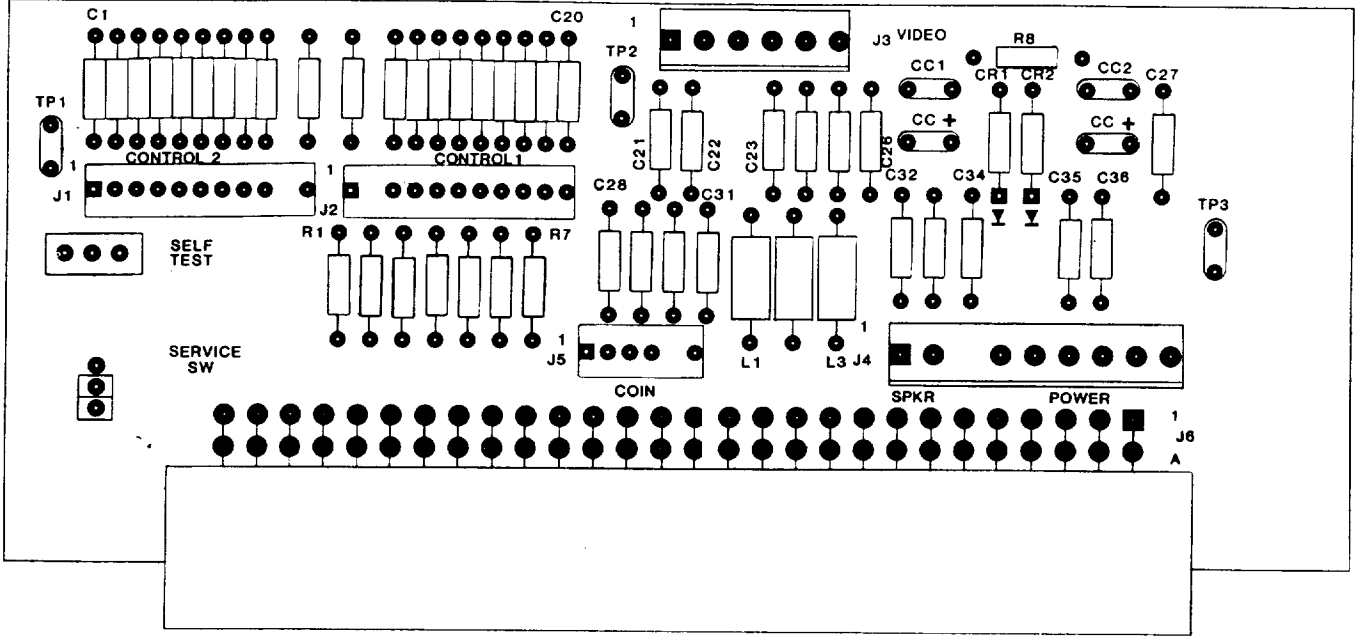 C1
C20
1
J3 VIDEO
R8
TP2
CC1
CR1 CR2
CC2
C27
TP1
CC +
CC +
1
CONTROL 2
1
CONTROL 1
C21
C22
C23
C26
J1
J2
C28
C31
C32
C34
C35
C36
TP3
R1
R7
SELF
TEST
1
J5
L1
L3
1
J4
SERVICE
SW
COIN
SPKR
POWER
1
J6
A